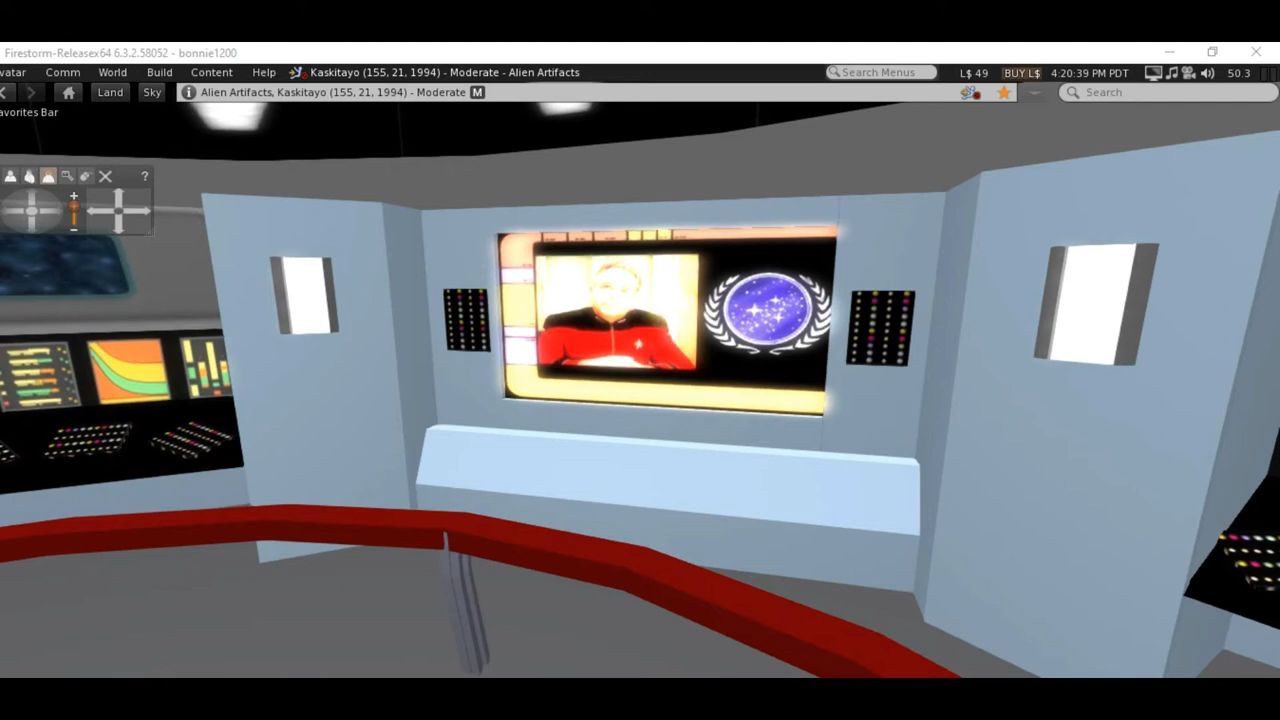 Firestorm-Releasex64 6.3.2.58052 - bonnie1200
vatar Comm World Build Content Help Kaskitayo (155, 21, 1994) - Moderate - Alien Artifacts Search Menus L$ 49 BUY L$ 4:20:39 PM PDT 50.3
Land Sky Alien Artifacts, Kaskitayo (155, 21, 1994) - Moderate M Search
avorites Bar
?